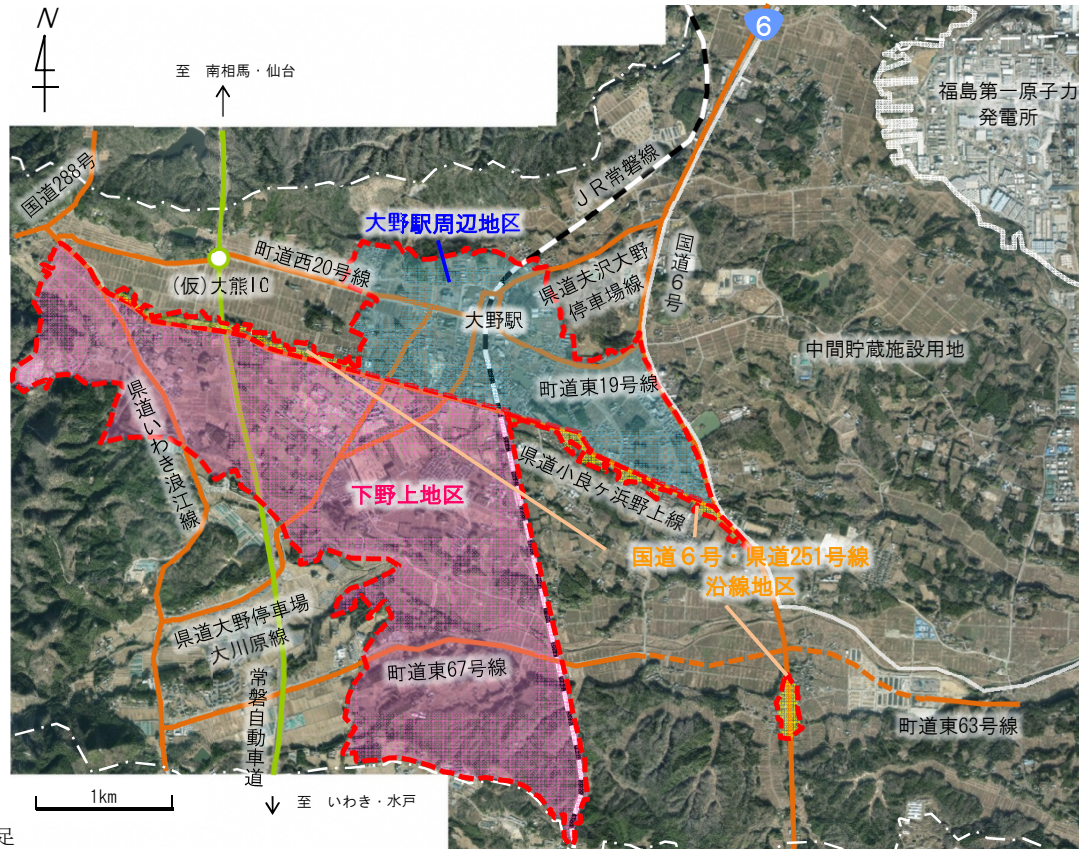 N
6
至 南相馬・仙台
福島第一原子力
発電所
国道288号
JR常磐線
大野駅周辺地区
町道西20号線
県道夫沢大野
停車場線
国道6号
(仮)大熊IC
大野駅
中間貯蔵施設用地
町道東19号線
県道いわき浪江線
県道小良ヶ浜野上線
下野上地区
国道6号・県道251号線
沿線地区
県道大野停車場
大川原線
町道東67号線
常磐自動車道
町道東63号線
1km
至 いわき・水戸
足